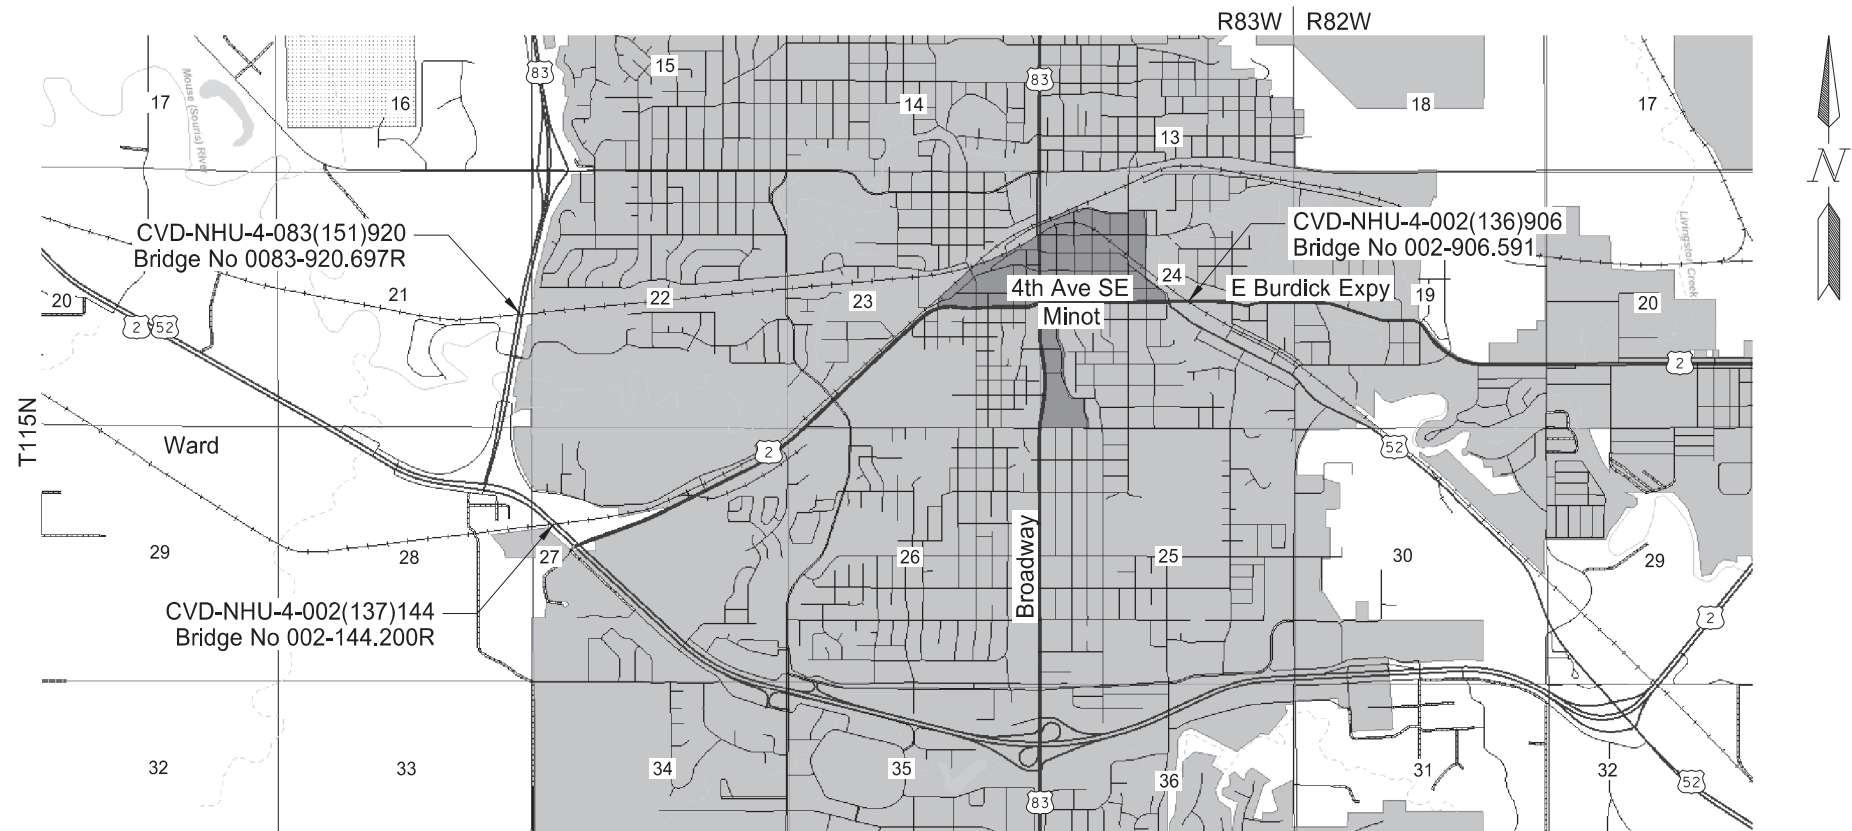 R83W R82W
83
15
83
17
16
14
18
17
13
Mouse (Souris) River
N
CVD-NHU-4-083(151)920
Bridge No 0083-920.697R
CVD-NHU-4-002(136)906
Bridge No 002-906.591
Livingston Creek
24
20
21
22
23
4th Ave SE
E Burdick Expy
19
20
Minot
2 52
2
T115N
Ward
2
52
29
28
27
26
Broadway
25
30
29
CVD-NHU-4-002(137)144
Bridge No 002-144.200R
2
32
33
34
35
36
31
32
52
83